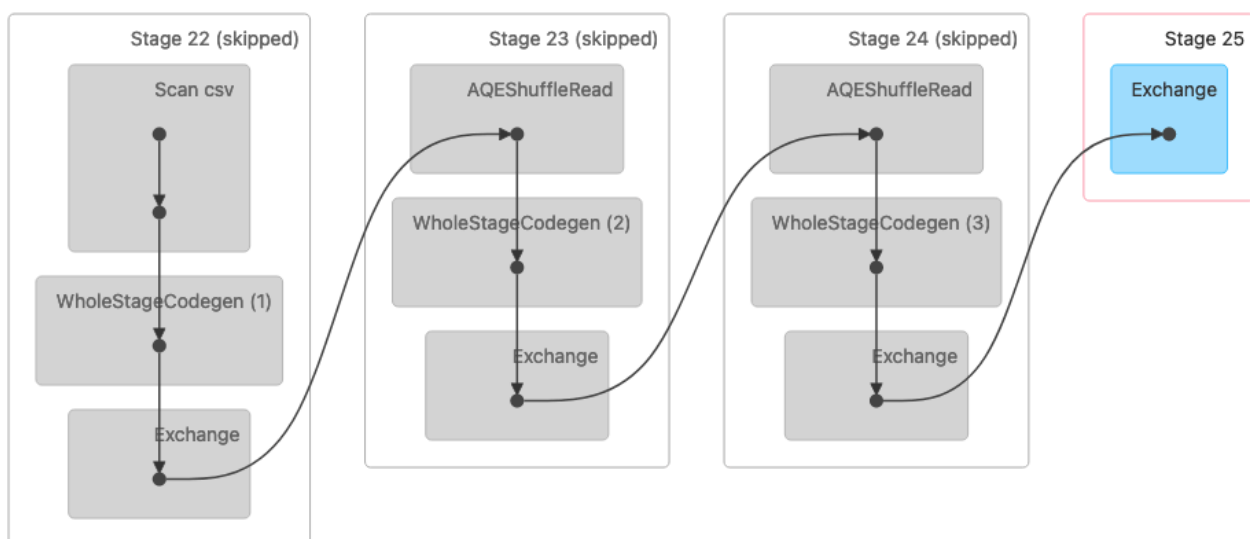 Stage 22 (skipped)
Scan csv
WholeStageCodegen (1)
Exchange
Stage 23 (skipped)
AQEShuffleRead
WholeStageCodegen (2)
Exchange
Stage 24 (skipped)
AQEShuffleRead
WholeStageCodegen (3)
Exchange
Stage 25
Exchange